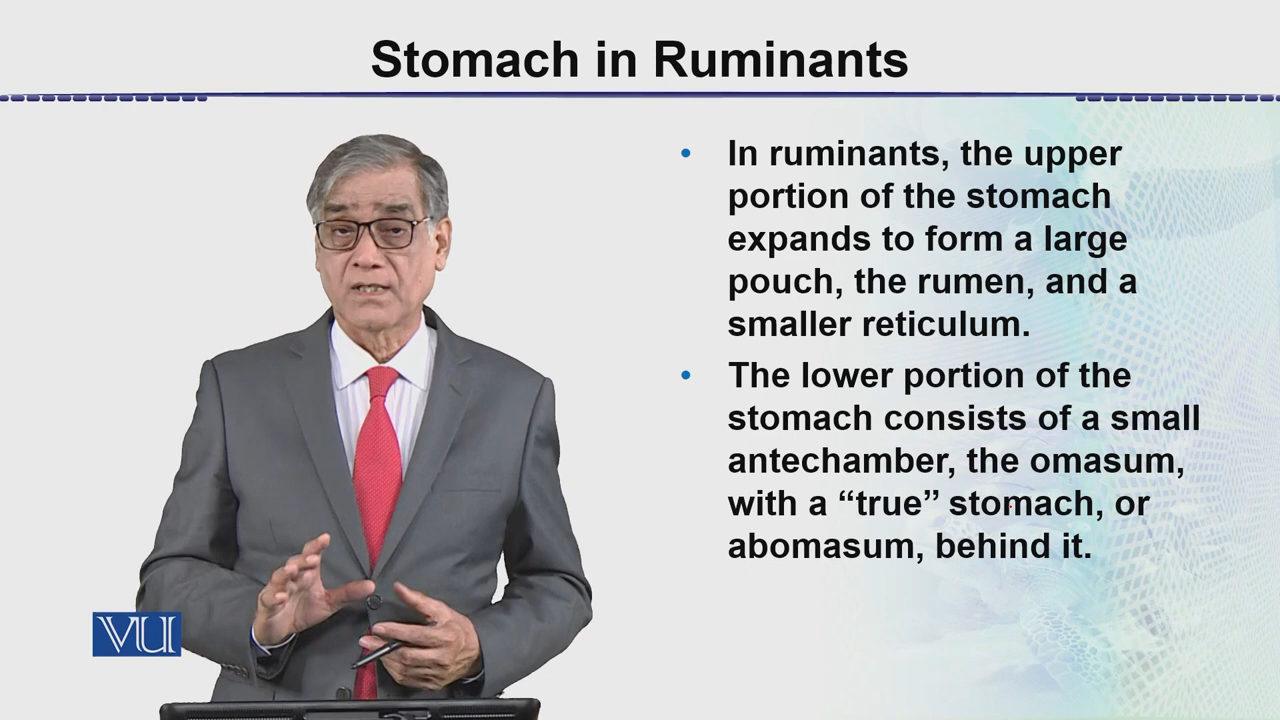 Stomach in Ruminants
• In ruminants, the upper
portion of the stomach
expands to form a large
pouch, the rumen, and a
smaller reticulum.
• The lower portion of the
stomach consists of a small
antechamber, the omasum,
with a “true” stomach, or
abomasum, behind it.
VU